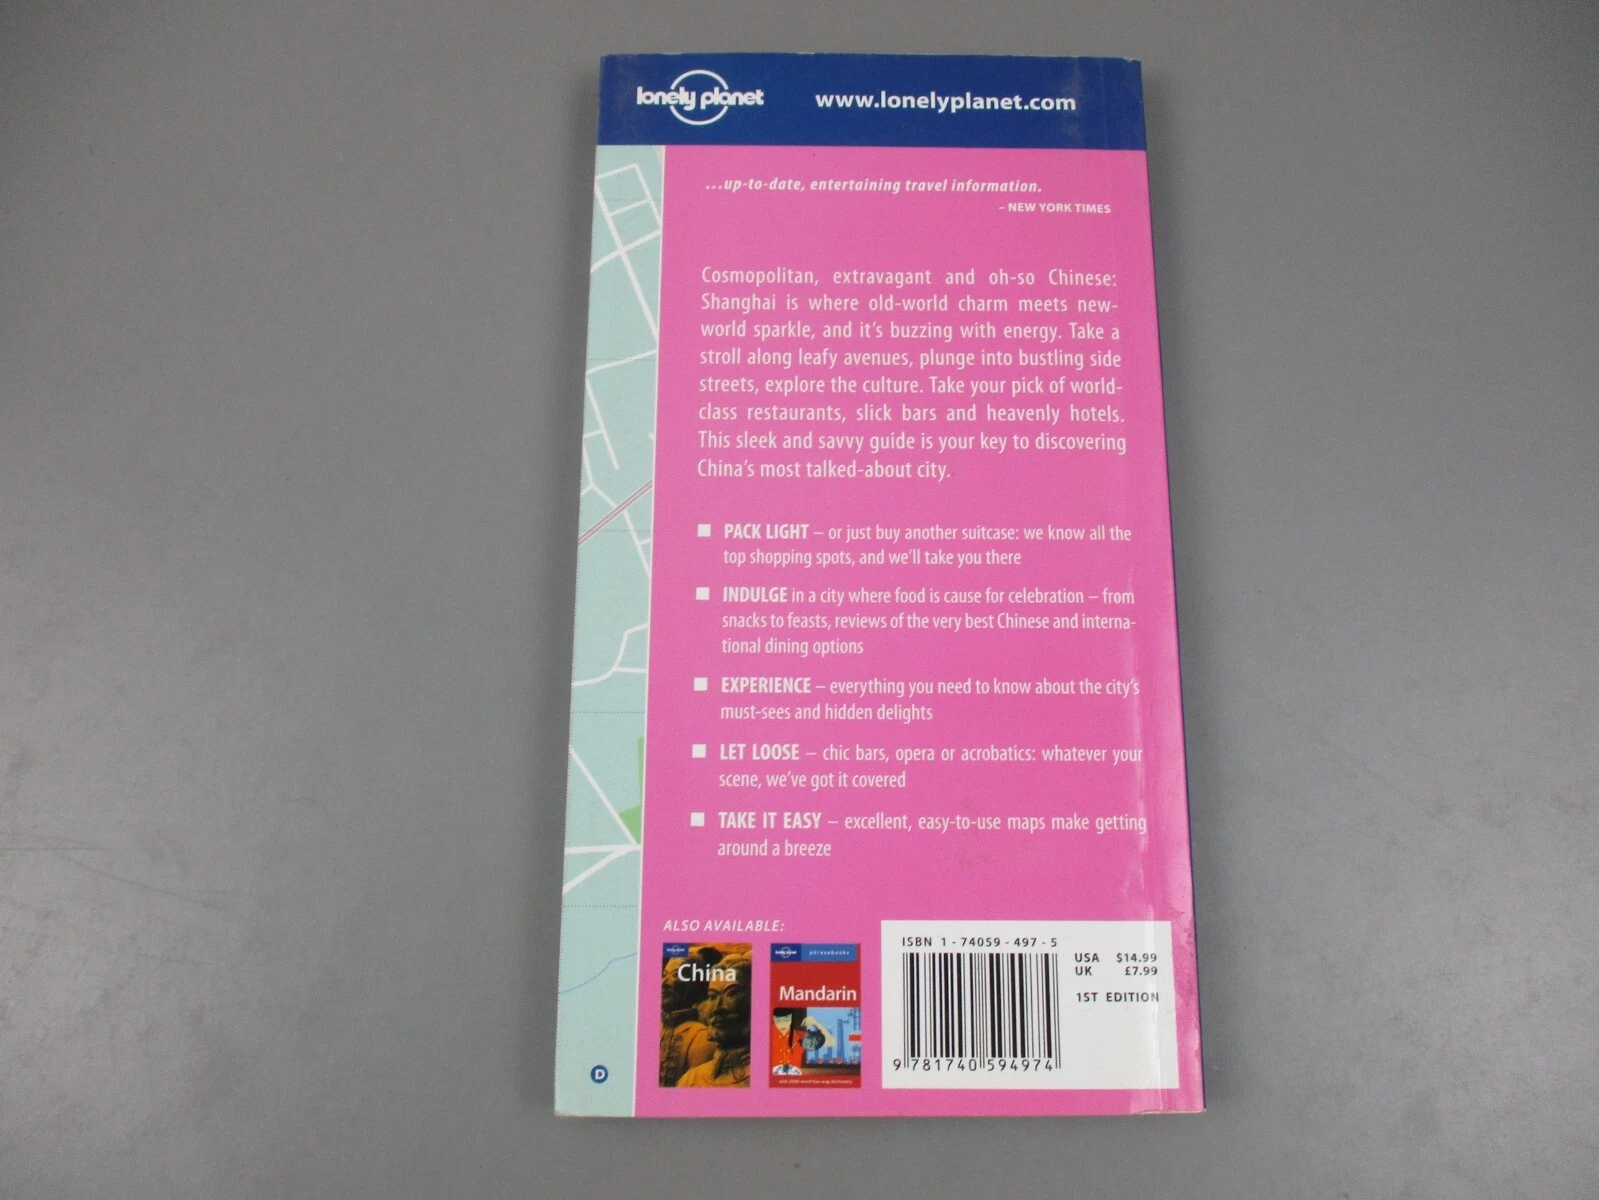 lonely planet
www.lonelyplanet.com
...up-to-date, entertaining travel information.
– NEW YORK TIMES
Cosmopolitan, extravagant and oh-so Chinese:
Shanghai is where old-world charm meets new-
world sparkle, and it's buzzing with energy. Take a
stroll along leafy avenues, plunge into bustling side
streets, explore the culture. Take your pick of world-
class restaurants, slick bars and heavenly hotels.
This sleek and savvy guide is your key to discovering
China's most talked-about city.
PACK LIGHT – or just buy another suitcase: we know all the
top shopping spots, and we'll take you there
INDULGE in a city where food is cause for celebration – from
snacks to feasts, reviews of the very best Chinese and interna-
tional dining options
EXPERIENCE – everything you need to know about the city's
must-sees and hidden delights
LET LOOSE – chic bars, opera or acrobatics: whatever your
scene, we've got it covered
TAKE IT EASY – excellent, easy-to-use maps make getting
around a breeze
ALSO AVAILABLE:
China
phrasebooks
Mandarin
ISBN 1-74059-497-5
USA $14.99
UK £7.99
1ST EDITION
9 781740 594974
D